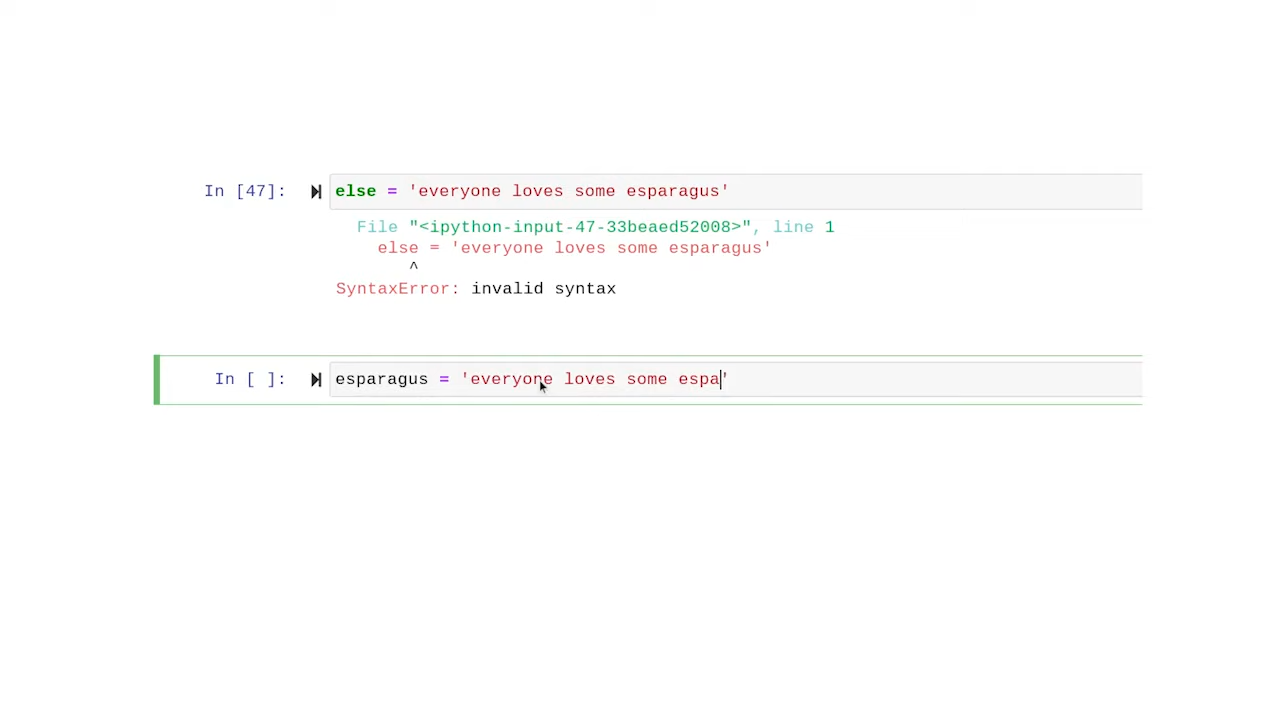 In [47]: else = 'everyone loves some esparagus'
File "<ipython-input-47-33beaed52008>", line 1
else = 'everyone loves some esparagus'
^
SyntaxError: invalid syntax
In [ ]: esparagus = 'everyone loves some espa'